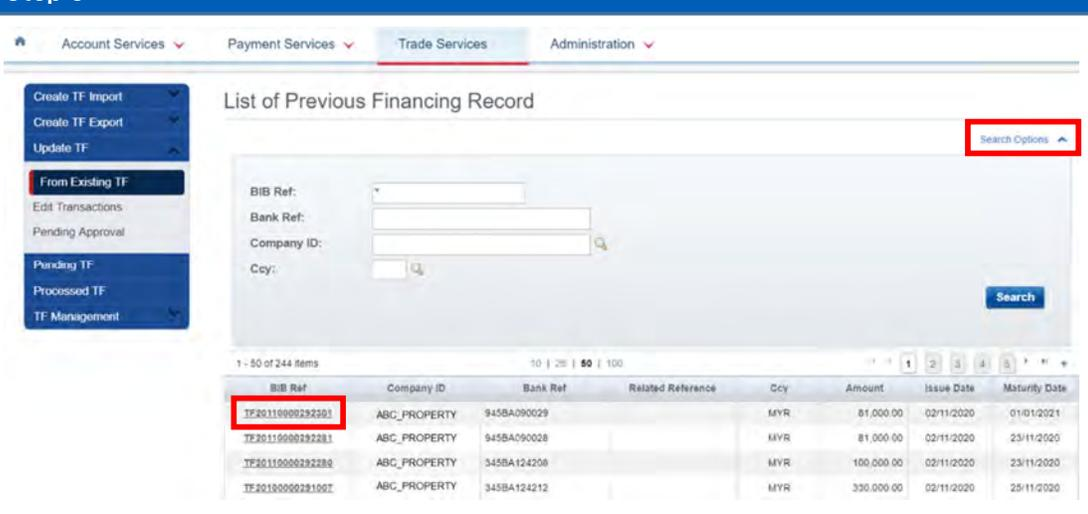 Account Services Payment Services Trade Services Administration
Create TF Import
Create TF Export
Update TF
From Existing TF
Edit Transactions
Pending Approval
Pending TF
Processed TF
TF Management
List of Previous Financing Record
Search Options
BIB Ref: *
Bank Ref:
Company ID:
Ccy:
Search
1 - 50 of 244 items 10 | 25 | 50 | 100 1 2 3 4 5
BIB Ref Company ID Bank Ref Related Reference Ccy Amount Issue Date Maturity Date
TF20110000292301 ABC_PROPERTY 945BA090029 MYR 81,000.00 02/11/2020 01/01/2021
TF20110000292281 ABC_PROPERTY 945BA090028 MYR 81,000.00 02/11/2020 23/11/2020
TF20110000292280 ABC_PROPERTY 345BA124208 MYR 100,000.00 02/11/2020 23/11/2020
TF20100000291007 ABC_PROPERTY 345BA124212 MYR 330,000.00 02/11/2020 25/11/2020